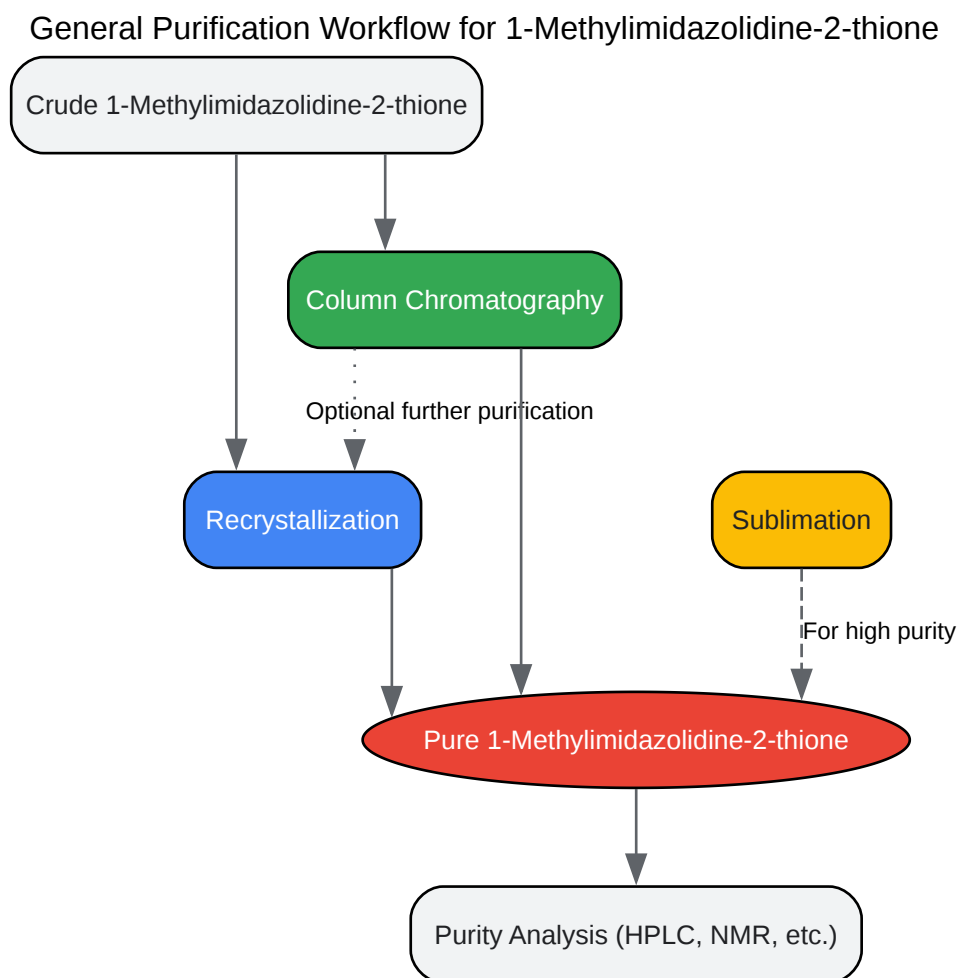 General Purification Workflow for 1-Methylimidazolidine-2-thione
Crude 1-Methylimidazolidine-2-thione
Column Chromatography
Optional further purification
Recrystallization
Sublimation
For high purity
Pure 1-Methylimidazolidine-2-thione
Purity Analysis (HPLC, NMR, etc.)